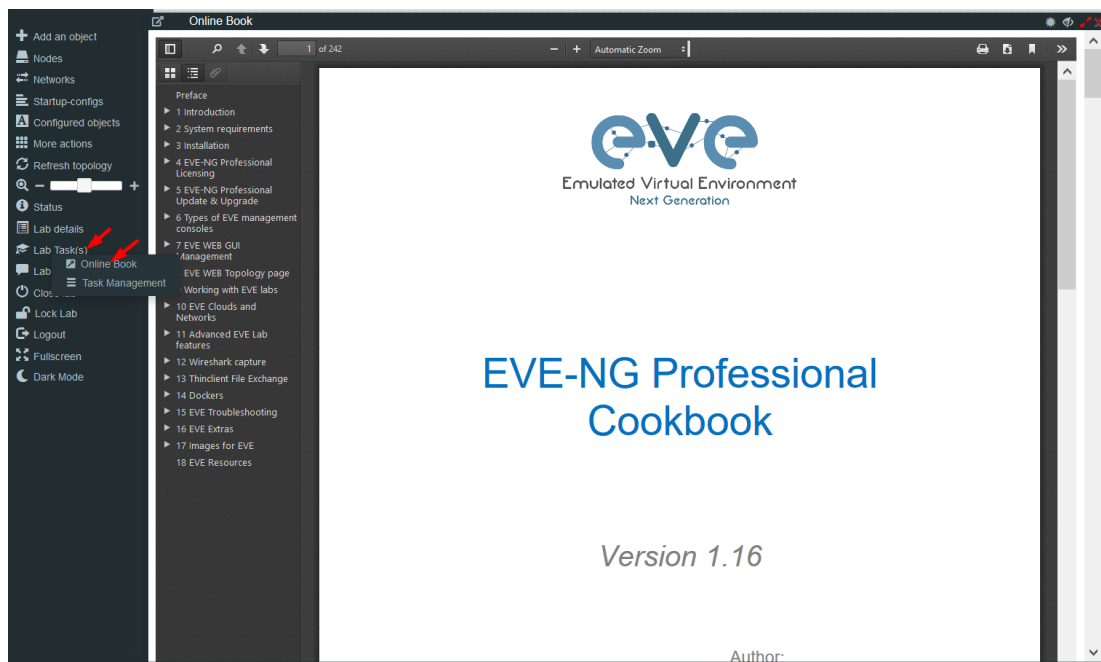 Online Book
Add an object
Nodes
Networks
Startup-configs
Configured objects
More actions
Refresh topology
Status
Lab details
Lab Task(s)
Online Book
Lab
Task Management
Lock Lab
Logout
Fullscreen
Dark Mode
1 of 242
Automatic Zoom
Preface
1 Introduction
2 System requirements
3 Installation
4 EVE-NG Professional
Licensing
5 EVE-NG Professional
Update & Upgrade
6 Types of EVE management
consoles
7 EVE WEB GUI
Management
EVE WEB Topology page
Working with EVE labs
10 EVE Clouds and
Networks
11 Advanced EVE Lab
features
12 Wireshark capture
13 Thinclient File Exchange
14 Dockers
15 EVE Troubleshooting
16 EVE Extras
17 Images for EVE
18 EVE Resources
eve
Emulated Virtual Environment
Next Generation
EVE-NG Professional
Cookbook
Version 1.16
Author: